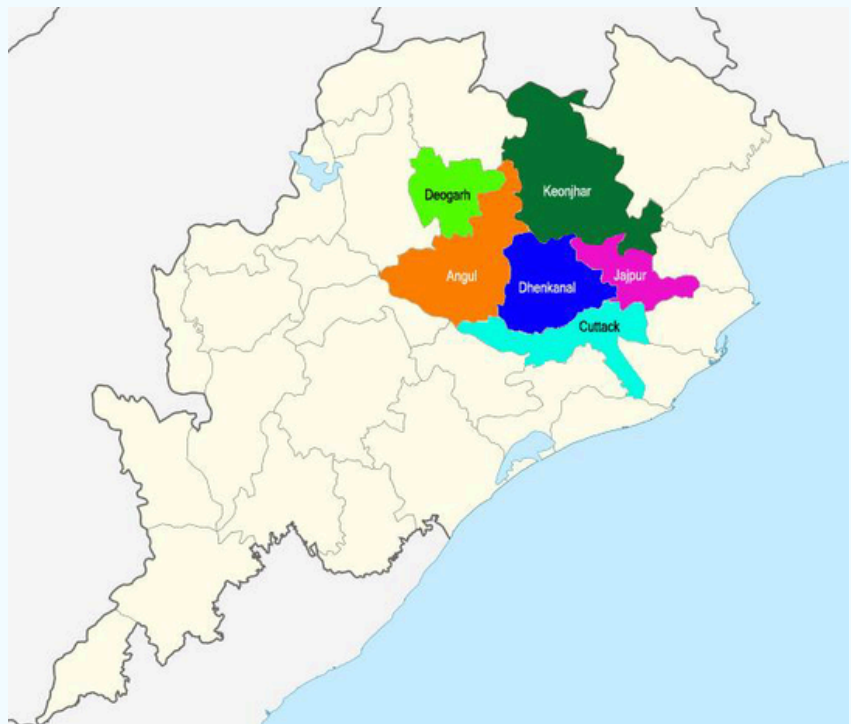 Keonjhar
Deogarh
Angul
Jajpur
Dhenkanal
Cuttack